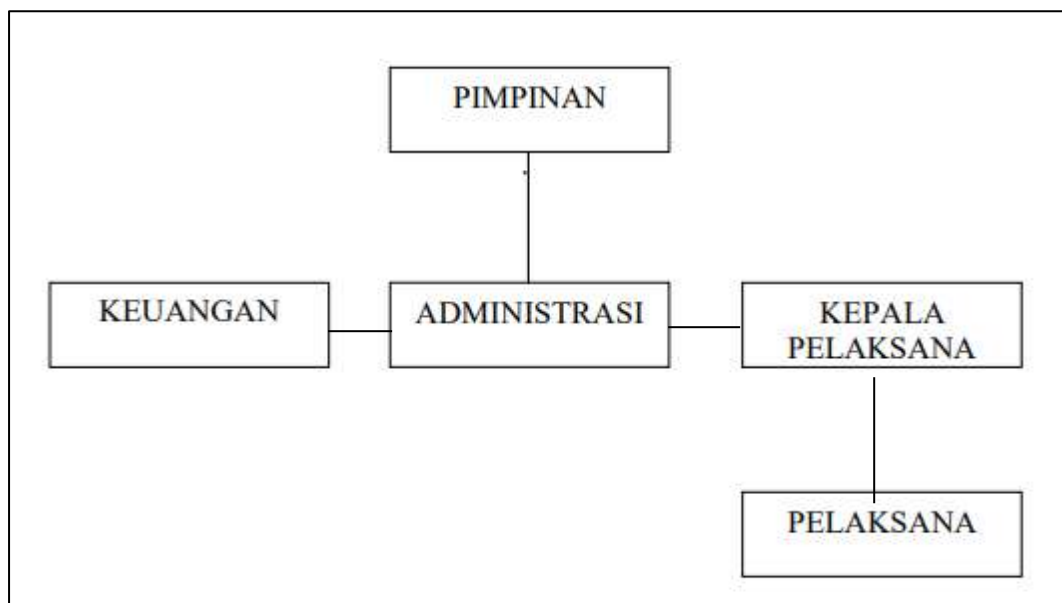 PIMPINAN
KEUANGAN
ADMINISTRASI
KEPALA
PELAKSANA
PELAKSANA